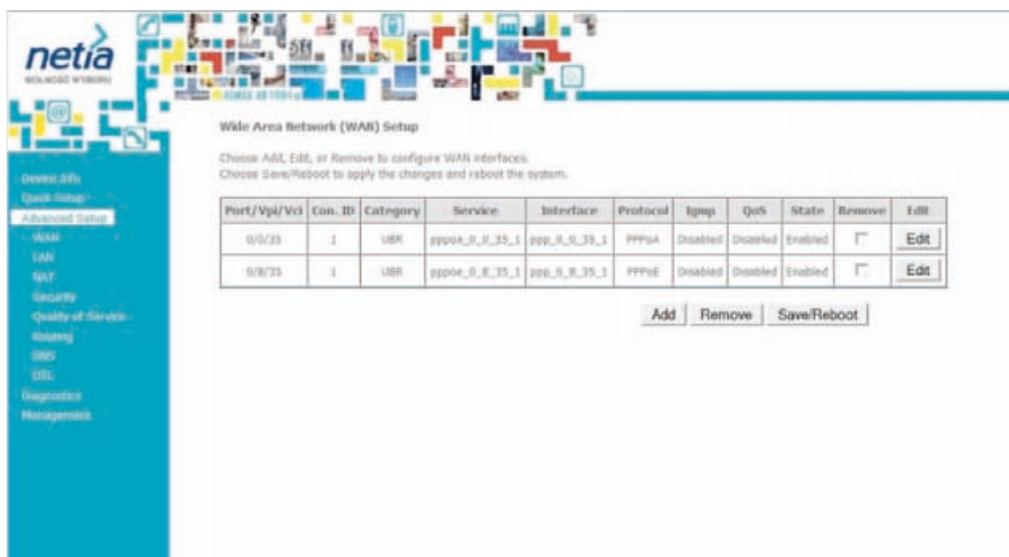 netia
WOLNOŚĆ WYBORU
Wide Area Network (WAN) Setup
Choose Add, Edit, or Remove to configure WAN interfaces.
Choose Save/Reboot to apply the changes and reboot the system.
Port/Vpi/Vci Con. ID Category Service Interface Protocol Igmp QoS State Remove Edit
0/0/35 1 UBR pppoa_0_0_35_1 ppp_0_0_35_1 PPPoA Disabled Disabled Enabled Edit
0/8/35 1 UBR pppoe_0_8_35_1 ppp_0_8_35_1 PPPoE Disabled Disabled Enabled Edit
Add Remove Save/Reboot
Device Info
Quick Setup
Advanced Setup
WAN
LAN
NAT
Security
Quality of Service
Routing
DNS
DSL
Diagnostics
Management